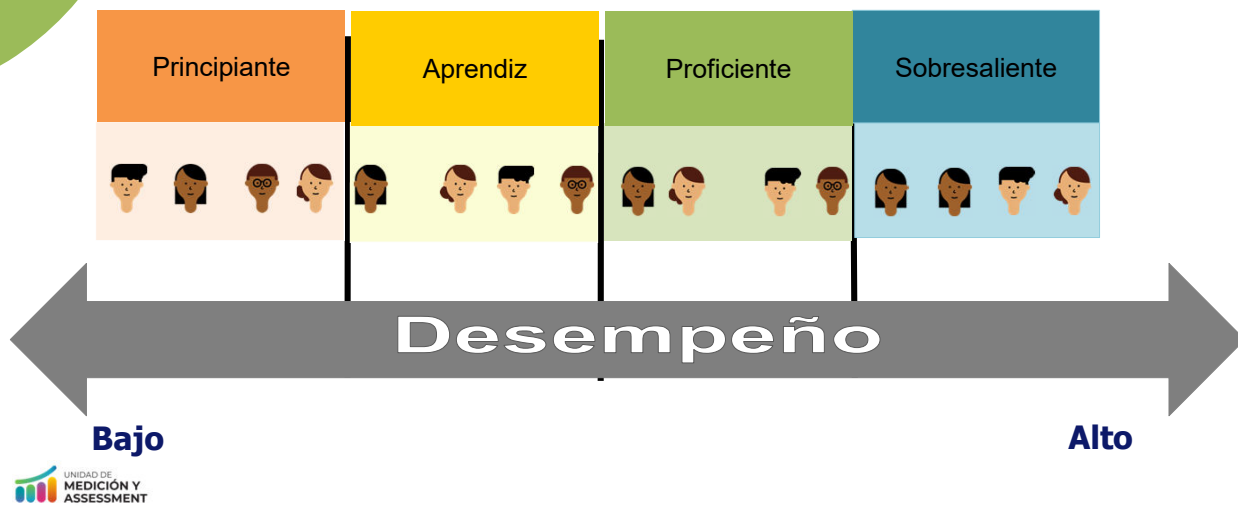 Principiante
Aprendiz
Proficiente
Sobresaliente
Desempeño
Bajo
Alto
UNIDAD DE
MEDICIÓN Y
ASSESSMENT